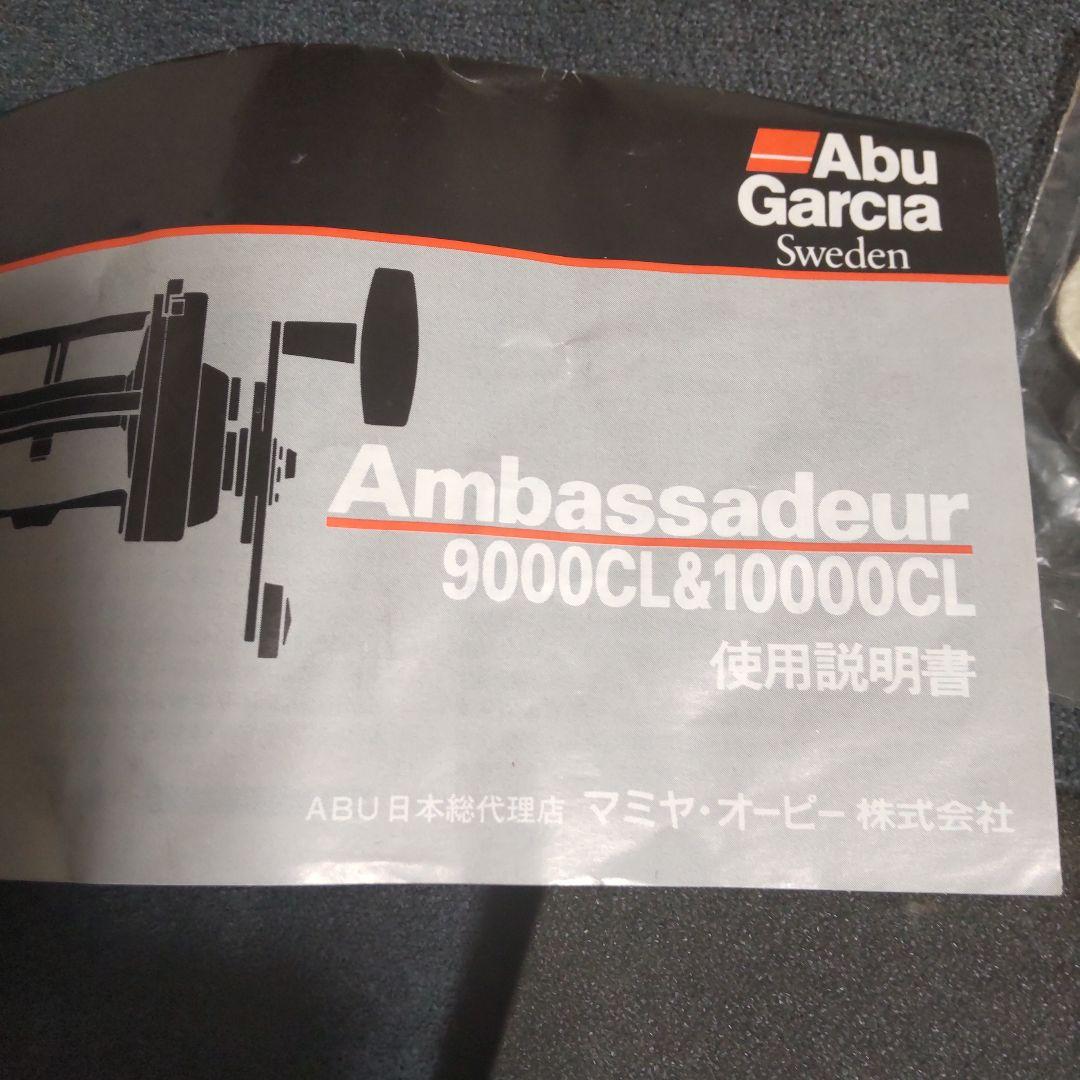 Abu
Garcia
Sweden
Ambassadeur
9000CL&10000CL
使用説明書
ABU日本総代理店 マミヤ・オーピー株式会社